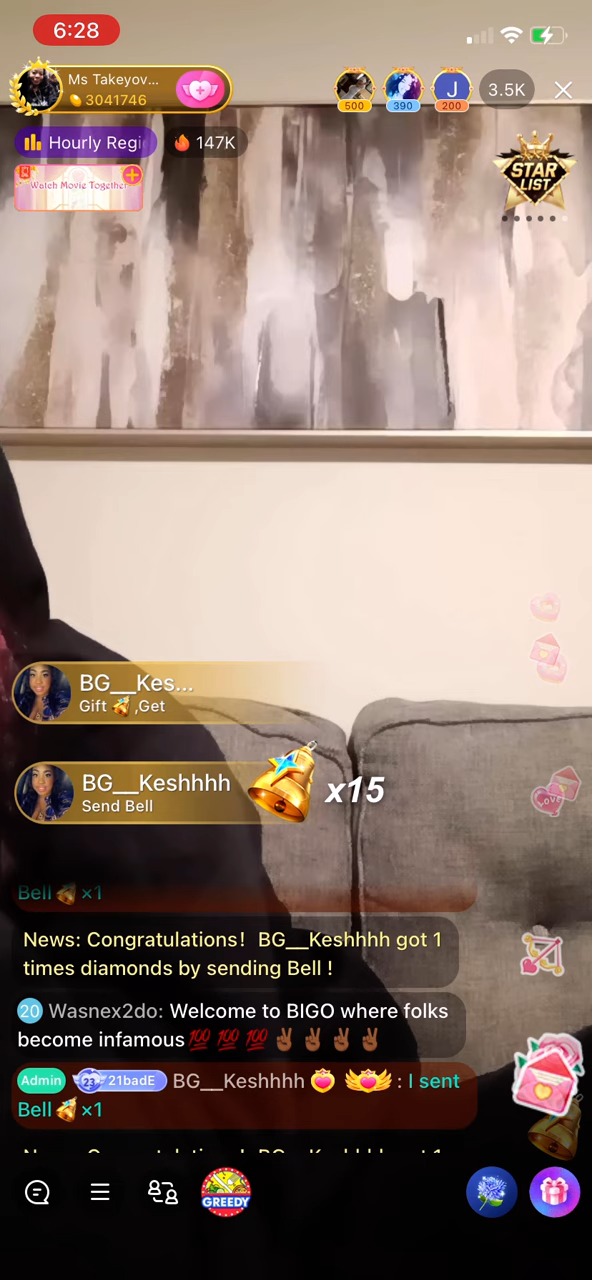 6:28
Ms Takeyov...
3041746
500
390
J
200
3.5K
Hourly Regi
147K
Watch Movie Together
STAR
LIST
BG__Kes...
Gift ,Get
BG__Keshhhh
Send Bell
x15
Bell ×1
News: Congratulations! BG__Keshhhh got 1
times diamonds by sending Bell !
20 Wasnex2do: Welcome to BIGO where folks
become infamous💯💯💯✌🏾✌🏾✌🏾✌🏾
Admin 23 21badE BG__Keshhhh : I sent
Bell ×1
LOVE
GREEDY